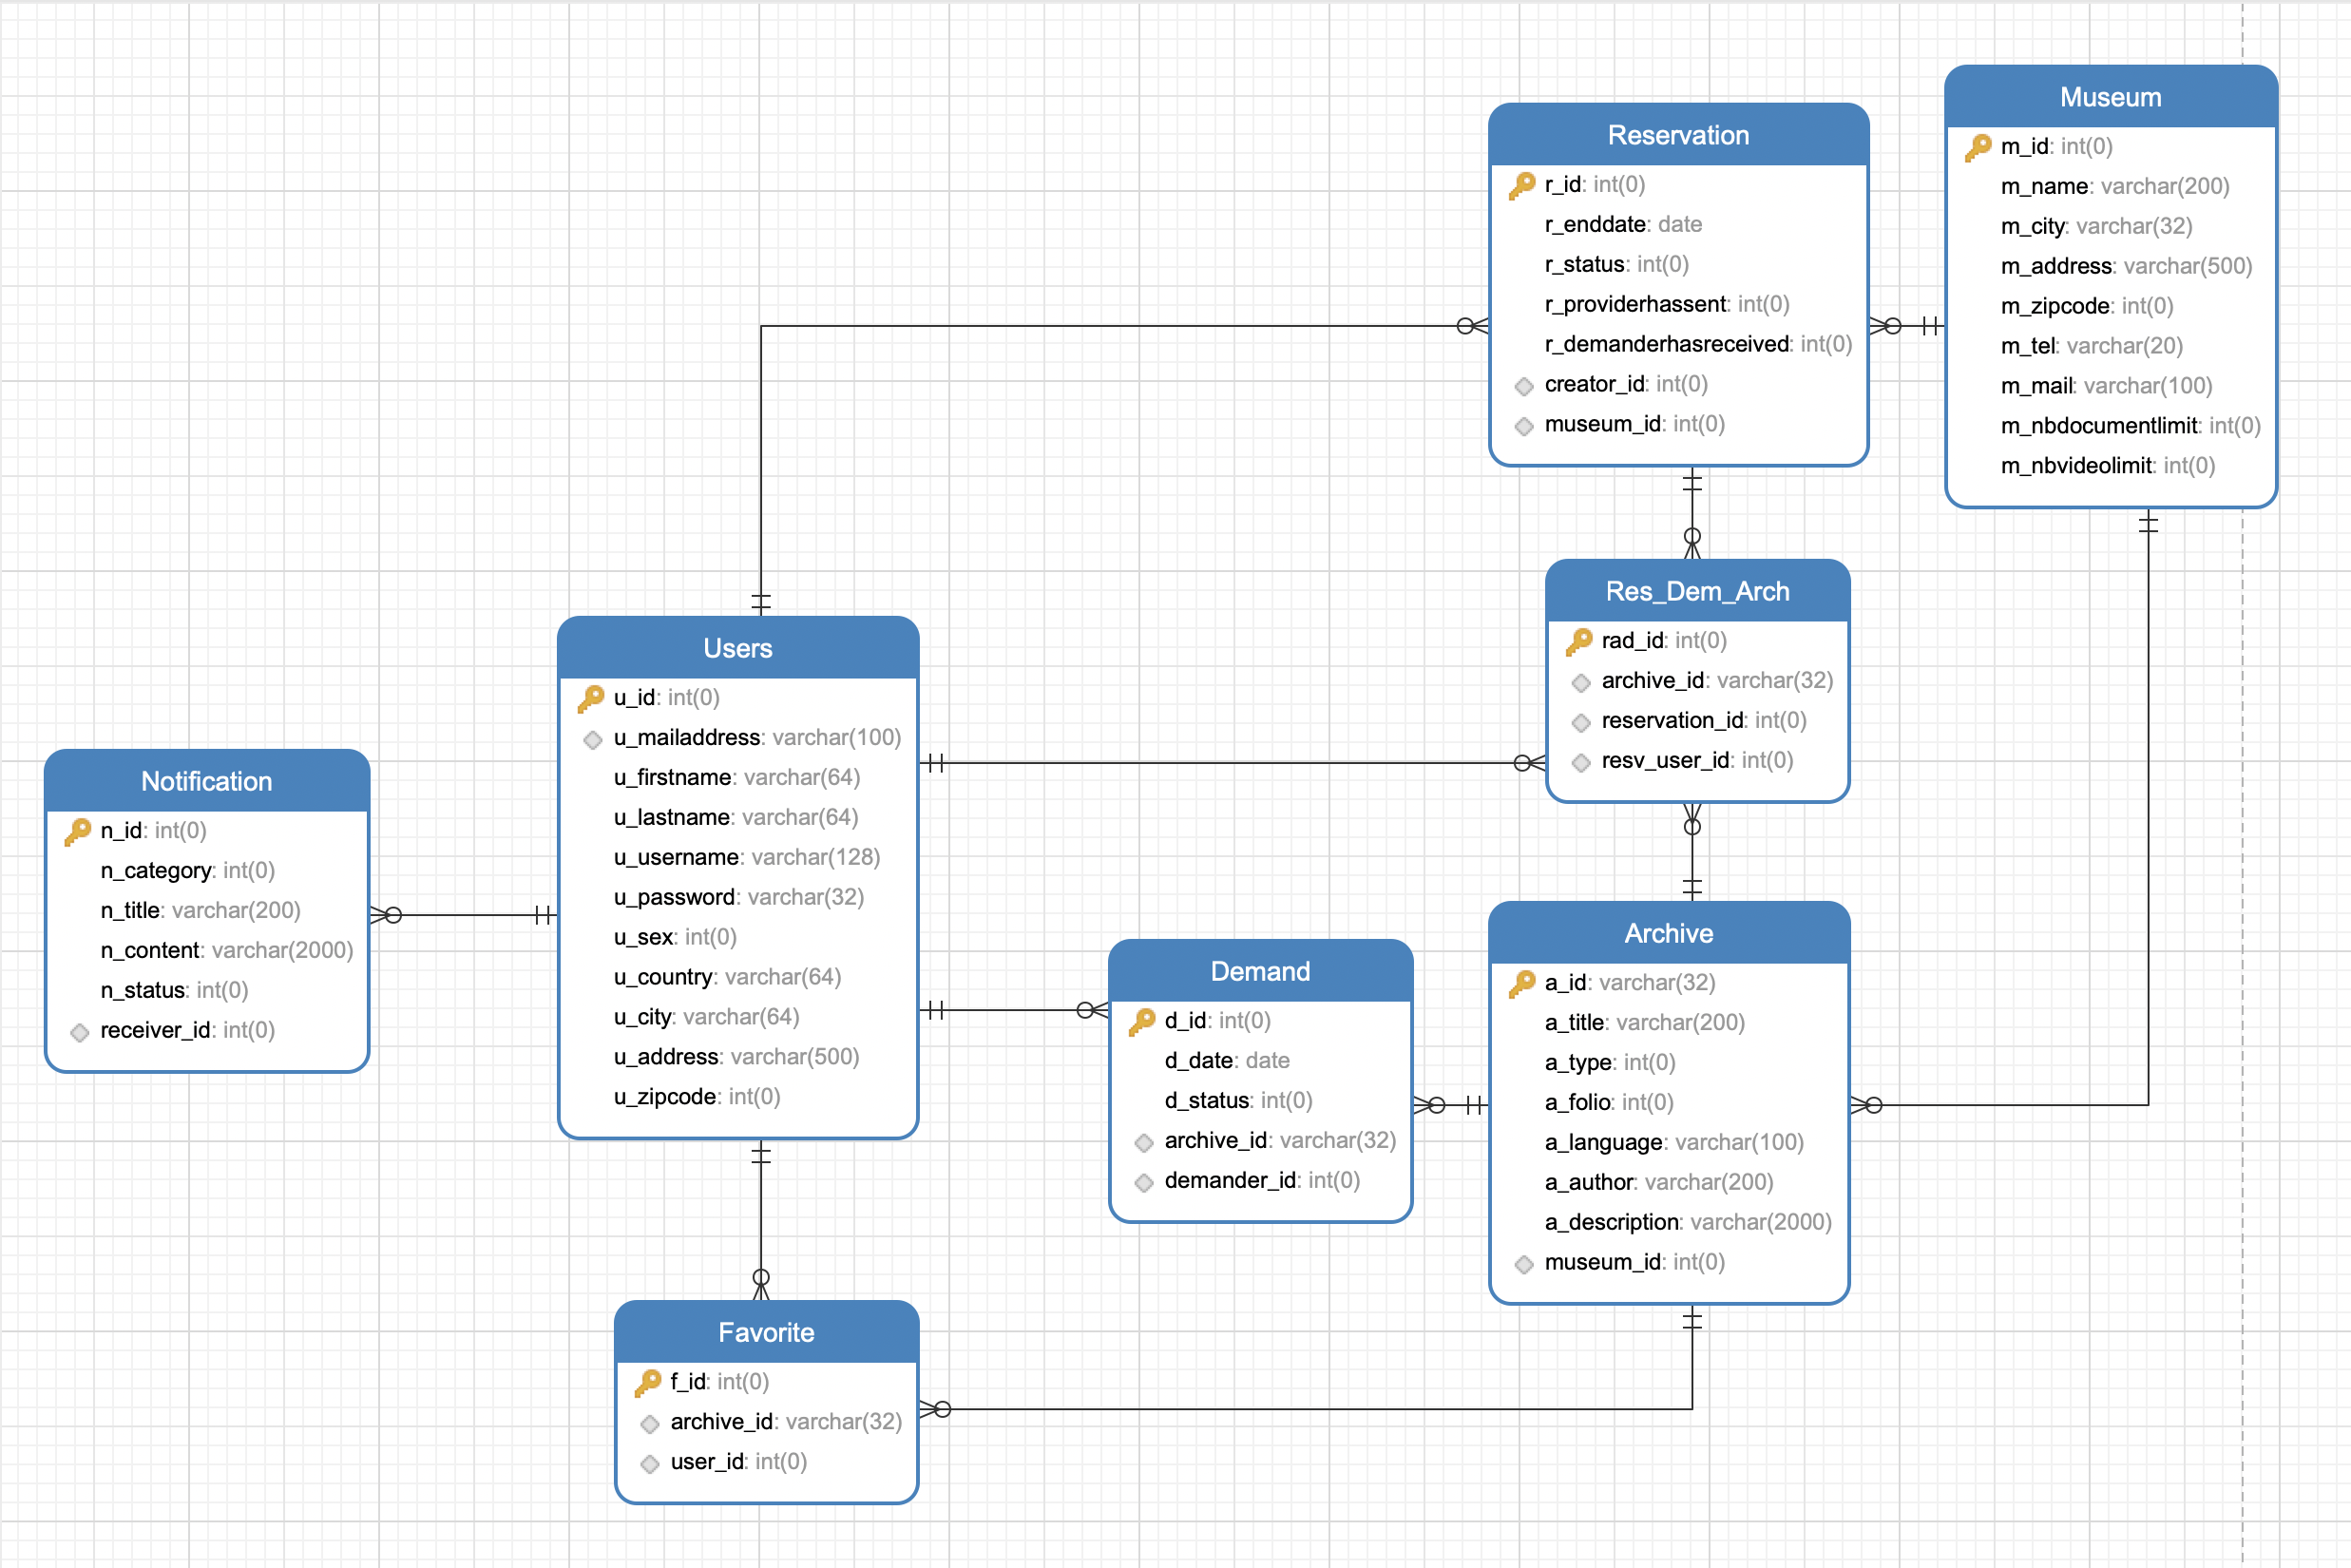 Museum
m_id: int(0)
m_name: varchar(200)
m_city: varchar(32)
m_address: varchar(500)
m_zipcode: int(0)
m_tel: varchar(20)
m_mail: varchar(100)
m_nbdocumentlimit: int(0)
m_nbvideolimit: int(0)
Reservation
r_id: int(0)
r_enddate: date
r_status: int(0)
r_providerhassent: int(0)
r_demanderhasreceived: int(0)
creator_id: int(0)
museum_id: int(0)
Res_Dem_Arch
rad_id: int(0)
archive_id: varchar(32)
reservation_id: int(0)
resv_user_id: int(0)
Users
u_id: int(0)
u_mailaddress: varchar(100)
u_firstname: varchar(64)
u_lastname: varchar(64)
u_username: varchar(128)
u_password: varchar(32)
u_sex: int(0)
u_country: varchar(64)
u_city: varchar(64)
u_address: varchar(500)
u_zipcode: int(0)
Notification
n_id: int(0)
n_category: int(0)
n_title: varchar(200)
n_content: varchar(2000)
n_status: int(0)
receiver_id: int(0)
Demand
d_id: int(0)
d_date: date
d_status: int(0)
archive_id: varchar(32)
demander_id: int(0)
Archive
a_id: varchar(32)
a_title: varchar(200)
a_type: int(0)
a_folio: int(0)
a_language: varchar(100)
a_author: varchar(200)
a_description: varchar(2000)
museum_id: int(0)
Favorite
f_id: int(0)
archive_id: varchar(32)
user_id: int(0)